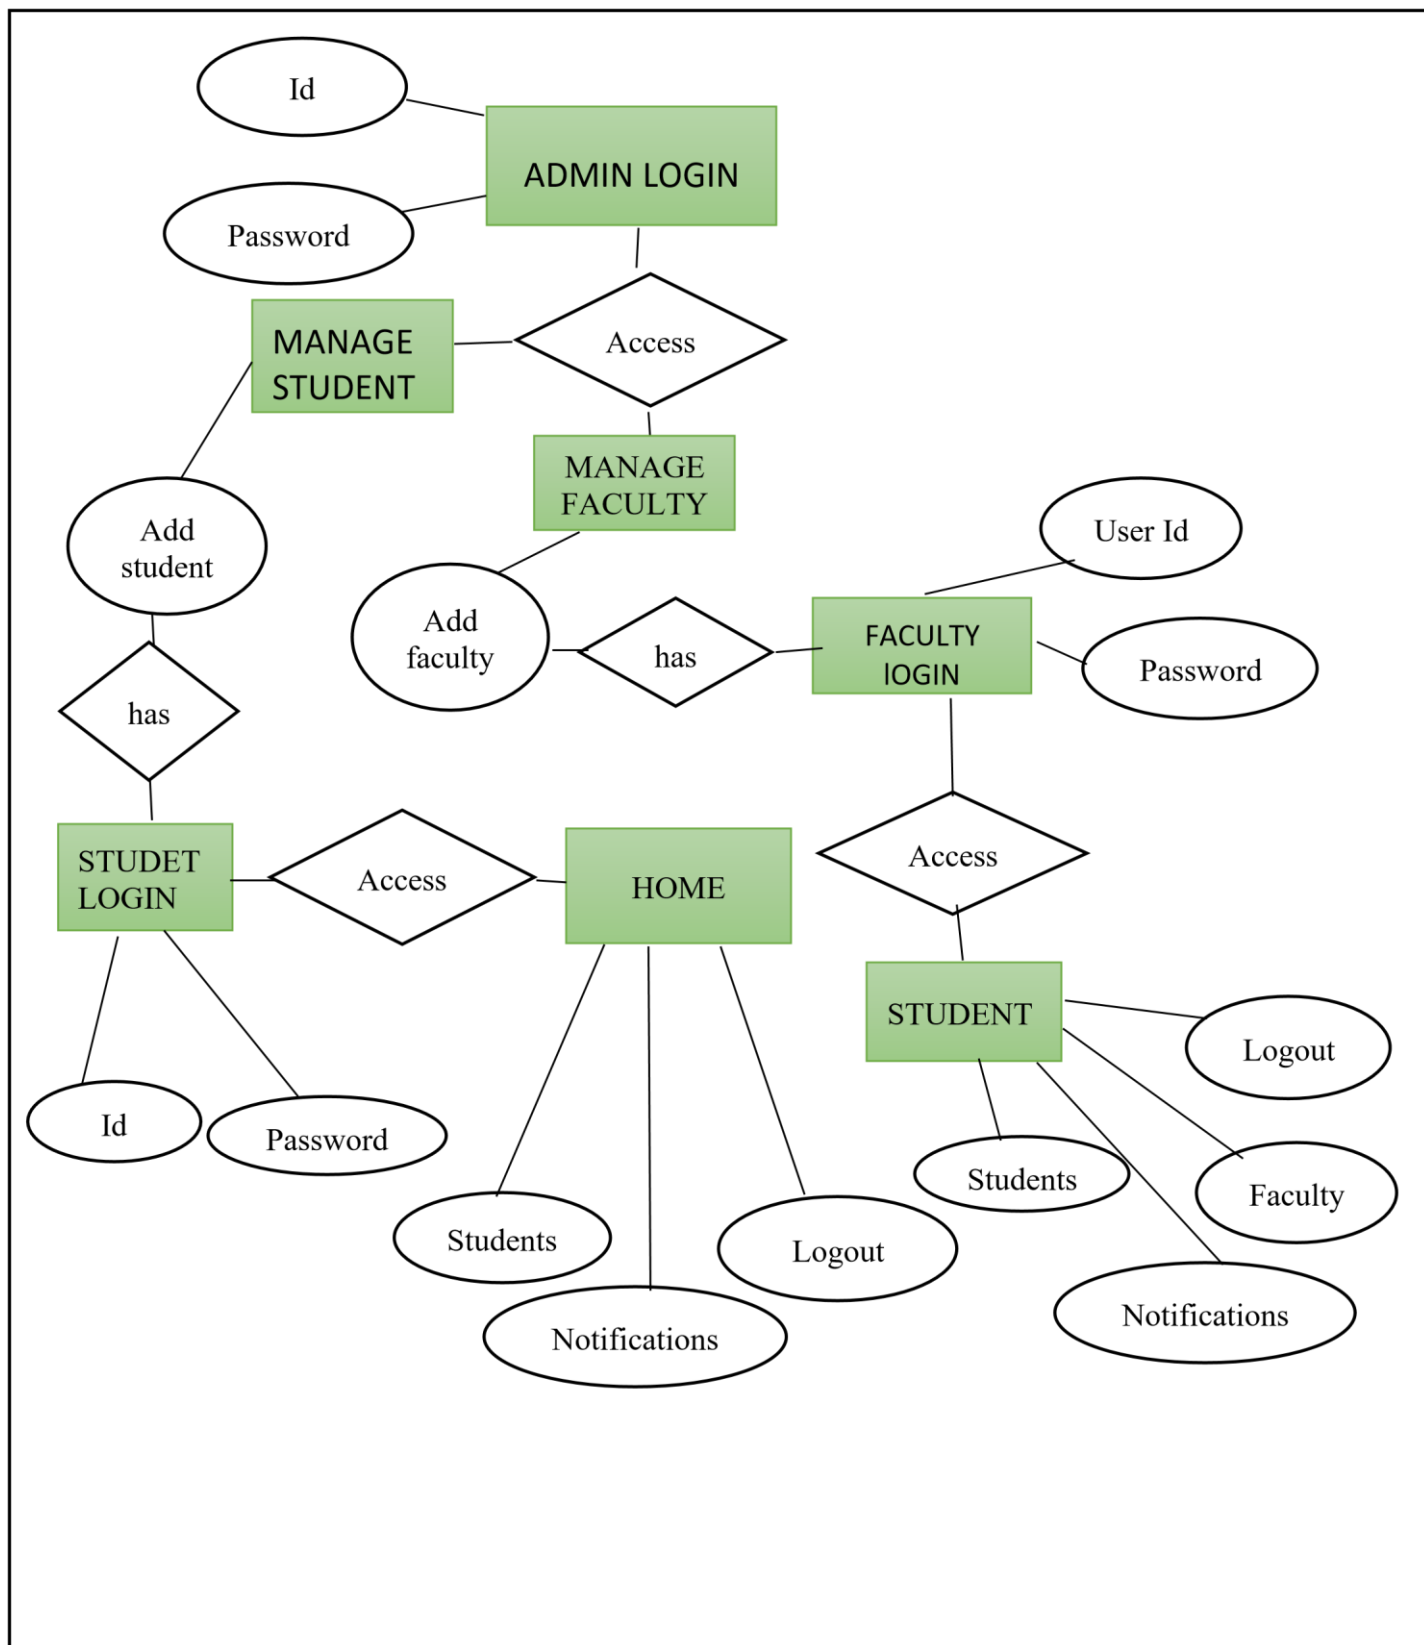 Id
ADMIN LOGIN
Password
MANAGE
STUDENT
Access
MANAGE
FACULTY
User Id
Add
student
Add
faculty
has
FACULTY
lOGIN
Password
has
STUDET
LOGIN
Access
HOME
Access
STUDENT
Logout
Id
Password
Students
Faculty
Students
Logout
Notifications
Notifications